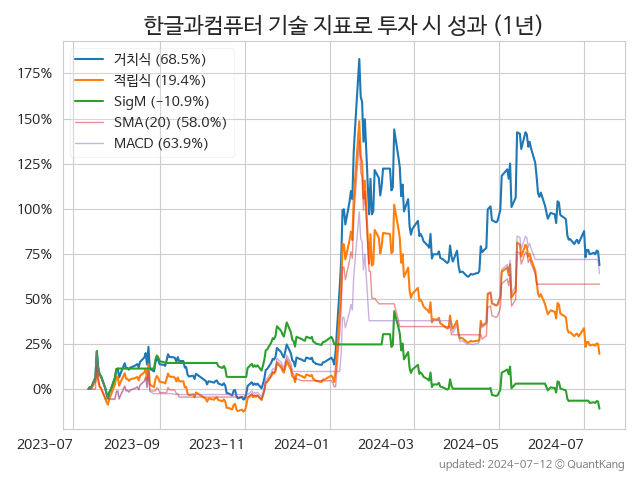 한글과컴퓨터 기술 지표로 투자 시 성과 (1년)
거치식 (68.5%)
적립식 (19.4%)
SigM (-10.9%)
SMA(20) (58.0%)
MACD (63.9%)
175%
150%
125%
100%
75%
50%
25%
0%
2023-07 2023-09 2023-11 2024-01 2024-03 2024-05 2024-07
updated: 2024-07-12 © QuantKang